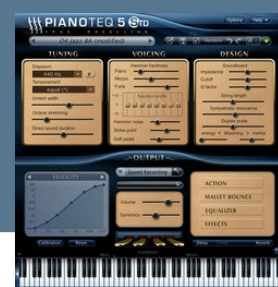 PIANOTEQ 5 STD
Options Help
D4 Jazz BA (modified)
TUNING VOICING DESIGN
Diapason
440 Hz
Temperament
equal (*)
Unison width
Octave stretching
Direct sound duration
Hammer hardness
Piano
Mezzo
Forte
Spectrum profile
Hammer noise
Strike point
Soft pedal
Soundboard
Impedance
Cutoff
Q factor
String length
Sympathetic resonance
Duplex scale
OUTPUT
VELOCITY
Calibration Reset
Sound Recording
Volume
Dynamics
Condition
ACTION
MALLET BOUNCE
EQUALIZER
EFFECTS
Delay Reverb